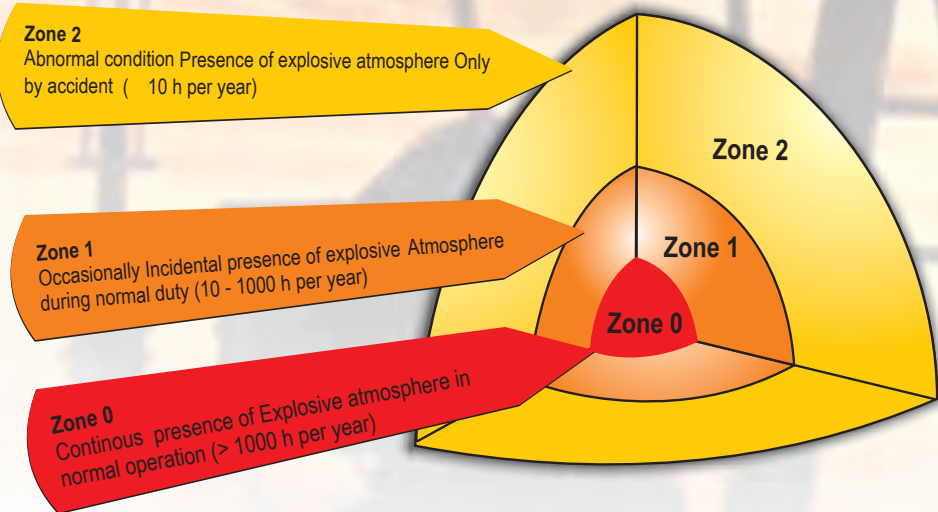 Zone 2
Abnormal condition Presence of explosive atmosphere Only
by accident ( 10 h per year)
Zone 1
Occasionally Incidental presence of explosive Atmosphere
during normal duty (10 - 1000 h per year)
Zone 0
Continous presence of Explosive atmosphere in
normal operation (> 1000 h per year)
Zone 2
Zone 1
Zone 0